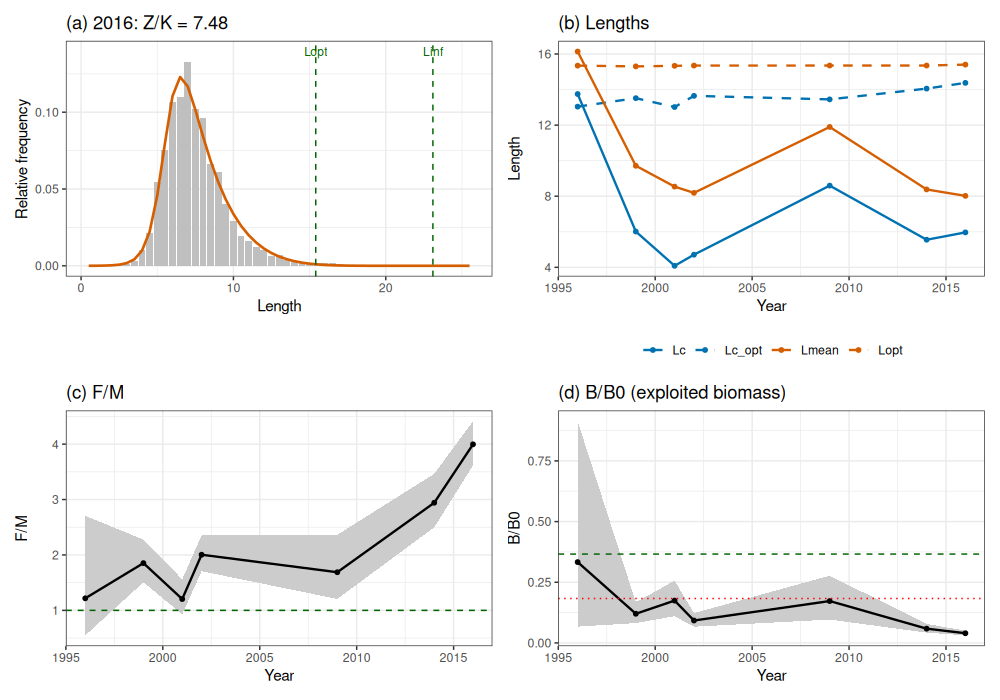 (a) 2016: Z/K = 7.48
Lopt
Linf
Relative frequency
0.10
0.05
0.00
0
10
20
Length
(b) Lengths
Length
16
12
8
4
1995
2000
2005
2010
2015
Year
Lc
Lc_opt
Lmean
Lopt
(c) F/M
F/M
4
3
2
1
1995
2000
2005
2010
2015
Year
(d) B/B0 (exploited biomass)
B/B0
0.75
0.50
0.25
0.00
1995
2000
2005
2010
2015
Year